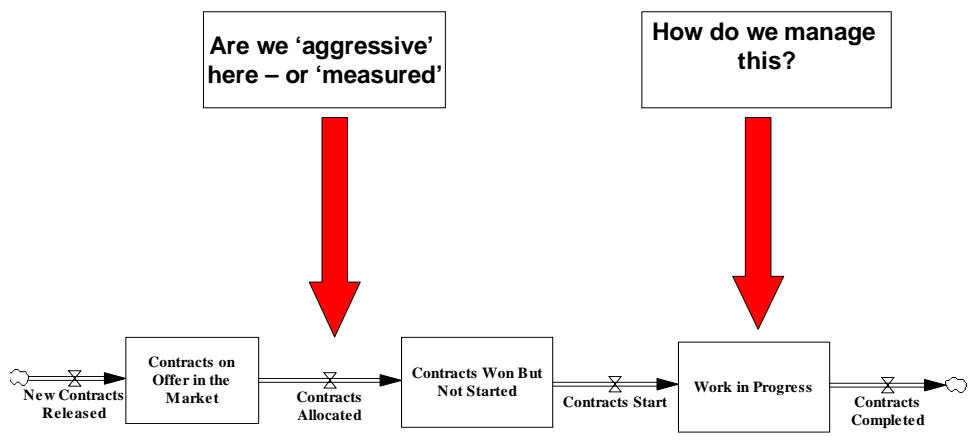 Are we ‘aggressive’
here – or ‘measured’
How do we manage
this?
New Contracts
Released
Contracts on
Offer in the
Market
Contracts
Allocated
Contracts Won But
Not Started
Contracts Start
Work in Progress
Contracts
Completed